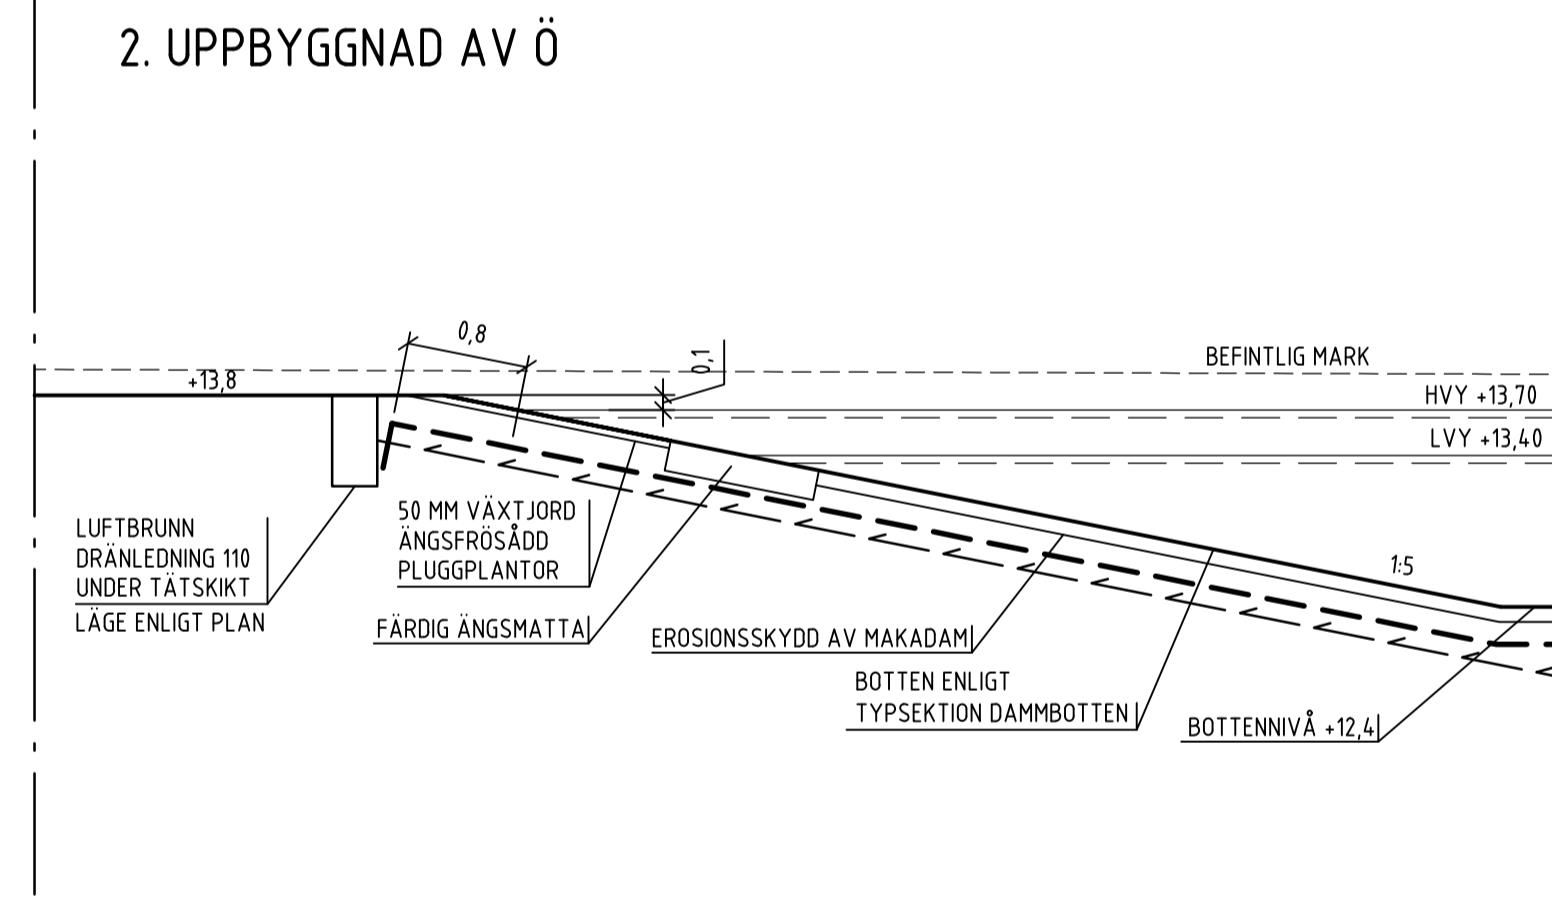 2. UPPBYGGNAD AV Ö
0,8
0,1
BEFINTLIG MARK
+13,8
HVY +13,70
LVY +13,40
LUFTBRUNN
DRÄNLEDNING 110
UNDER TÄTSKIKT
LÄGE ENLIGT PLAN
50 MM VÄXTJORD
ÄNGSFRÖSÅDD
PLUGGPLANTOR
FÄRDIG ÄNGSMATTA
EROSIONSSKYDD AV MAKADAM
BOTTEN ENLIGT
TYPSEKTION DAMMBOTTEN
1:5
BOTTENNIVÅ +12,4